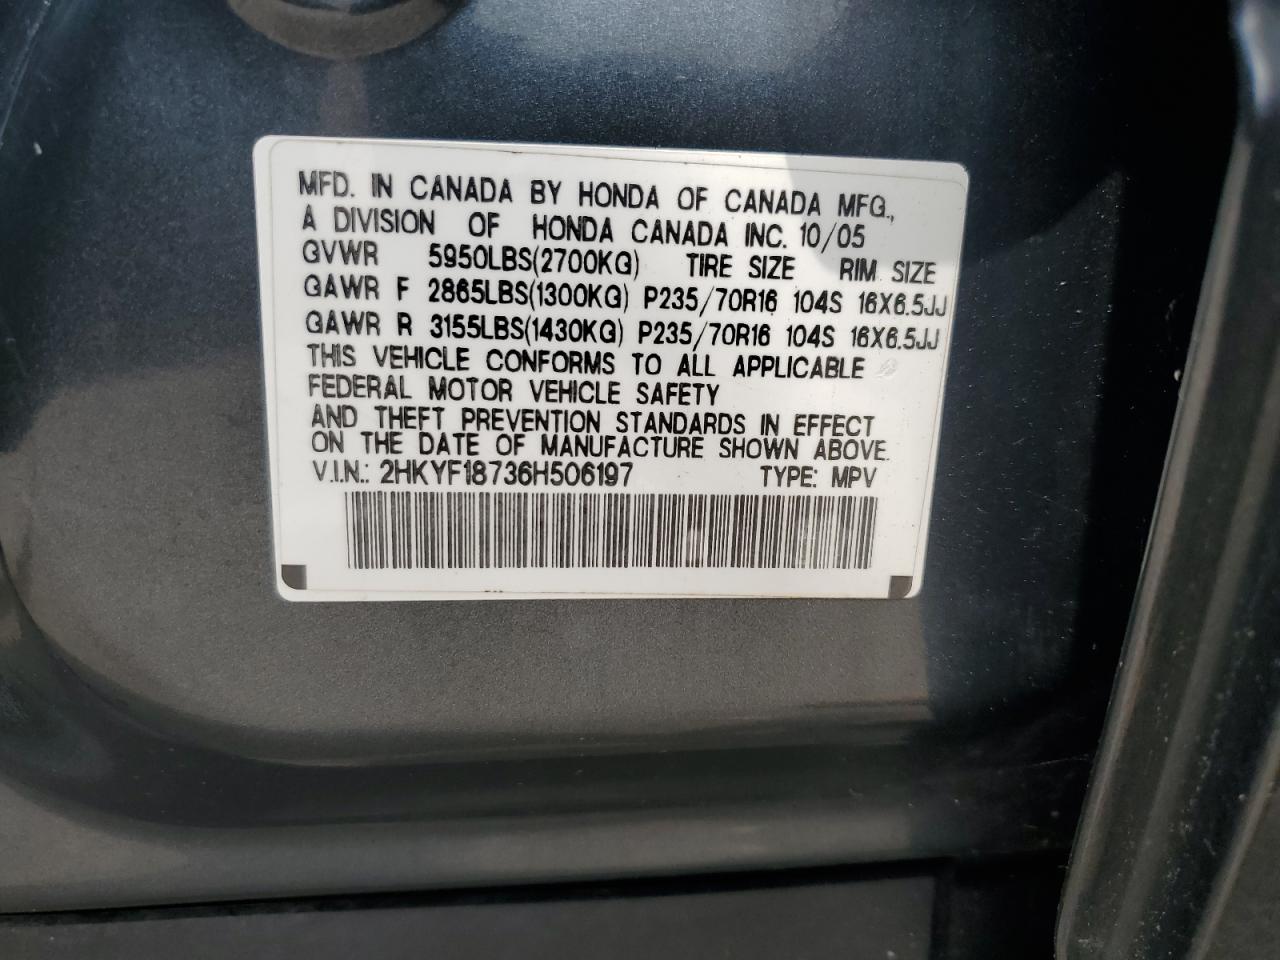 MFD. IN CANADA BY HONDA OF CANADA MFG.,
A DIVISION OF HONDA CANADA INC. 10/05
GVWR 5950LBS(2700KG) TIRE SIZE RIM SIZE
GAWR F 2865LBS(1300KG) P235/70R16 104S 16X6.5JJ
GAWR R 3155LBS(1430KG) P235/70R16 104S 16X6.5JJ
THIS VEHICLE CONFORMS TO ALL APPLICABLE
FEDERAL MOTOR VEHICLE SAFETY
AND THEFT PREVENTION STANDARDS IN EFFECT
ON THE DATE OF MANUFACTURE SHOWN ABOVE.
V.I.N.: 2HKYF18736H506197 TYPE: MPV